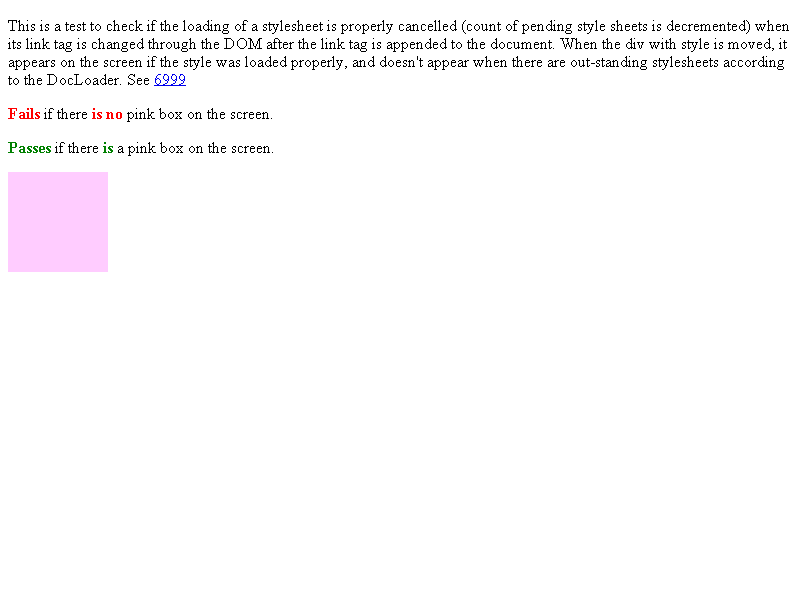 This is a test to check if the loading of a stylesheet is properly cancelled (count of pending style sheets is decremented) when
its link tag is changed through the DOM after the link tag is appended to the document. When the div with style is moved, it
appears on the screen if the style was loaded properly, and doesn't appear when there are out-standing stylesheets according
to the DocLoader. See 6999
Fails if there is no pink box on the screen.
Passes if there is a pink box on the screen.